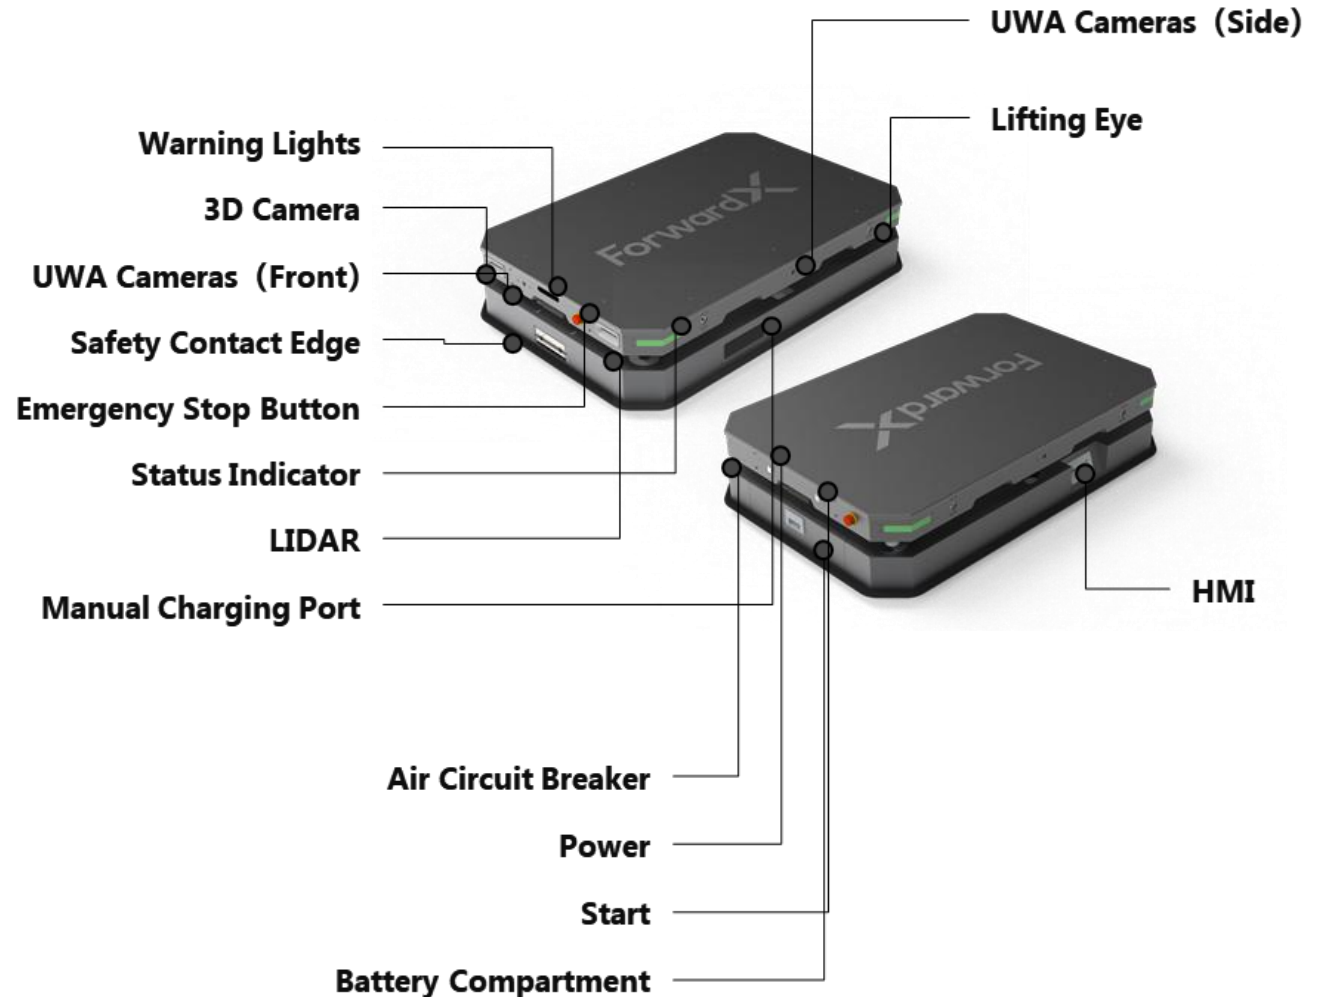 UWA Cameras（Side）
Lifting Eye
Warning Lights
3D Camera
UWA Cameras（Front）
Safety Contact Edge
Emergency Stop Button
Status Indicator
LIDAR
Manual Charging Port
ForwardX
ForwardX
HMI
Air Circuit Breaker
Power
Start
Battery Compartment